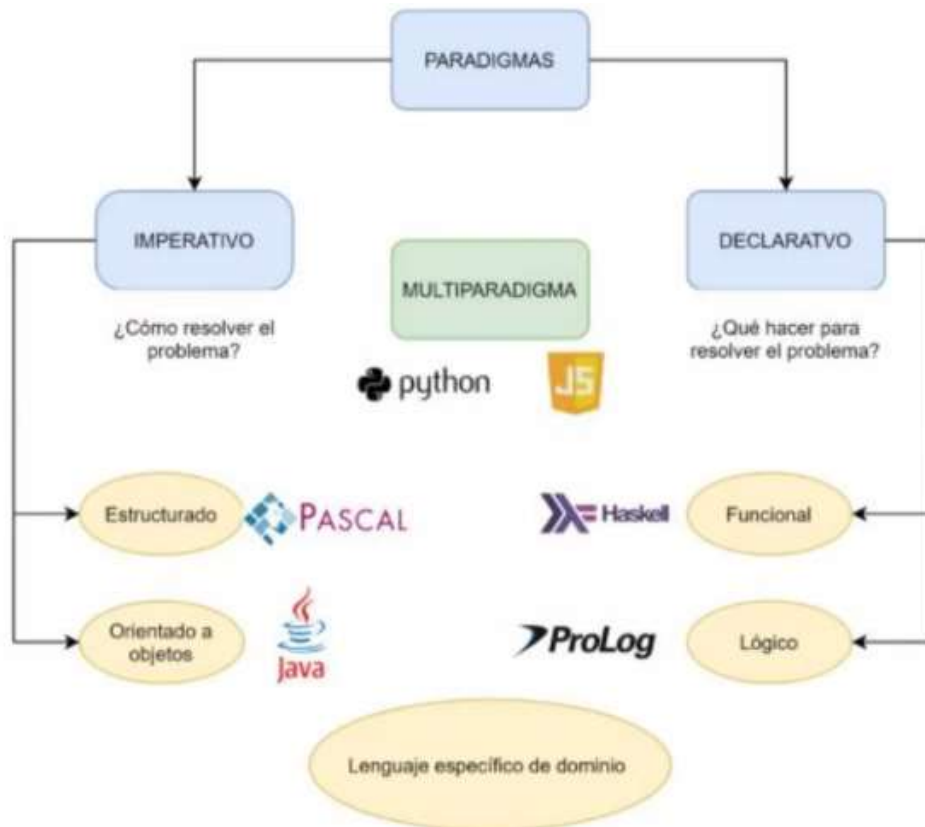 PARADIGMAS
IMPERATIVO
DECLARATVO
MULTIPARADIGMA
¿Cómo resolver el
problema?
¿Qué hacer para
resolver el problema?
python
JS
Estructurado
PASCAL
Haskell
Funcional
Orientado a
objetos
Java
ProLog
Lógico
Lenguaje específico de dominio